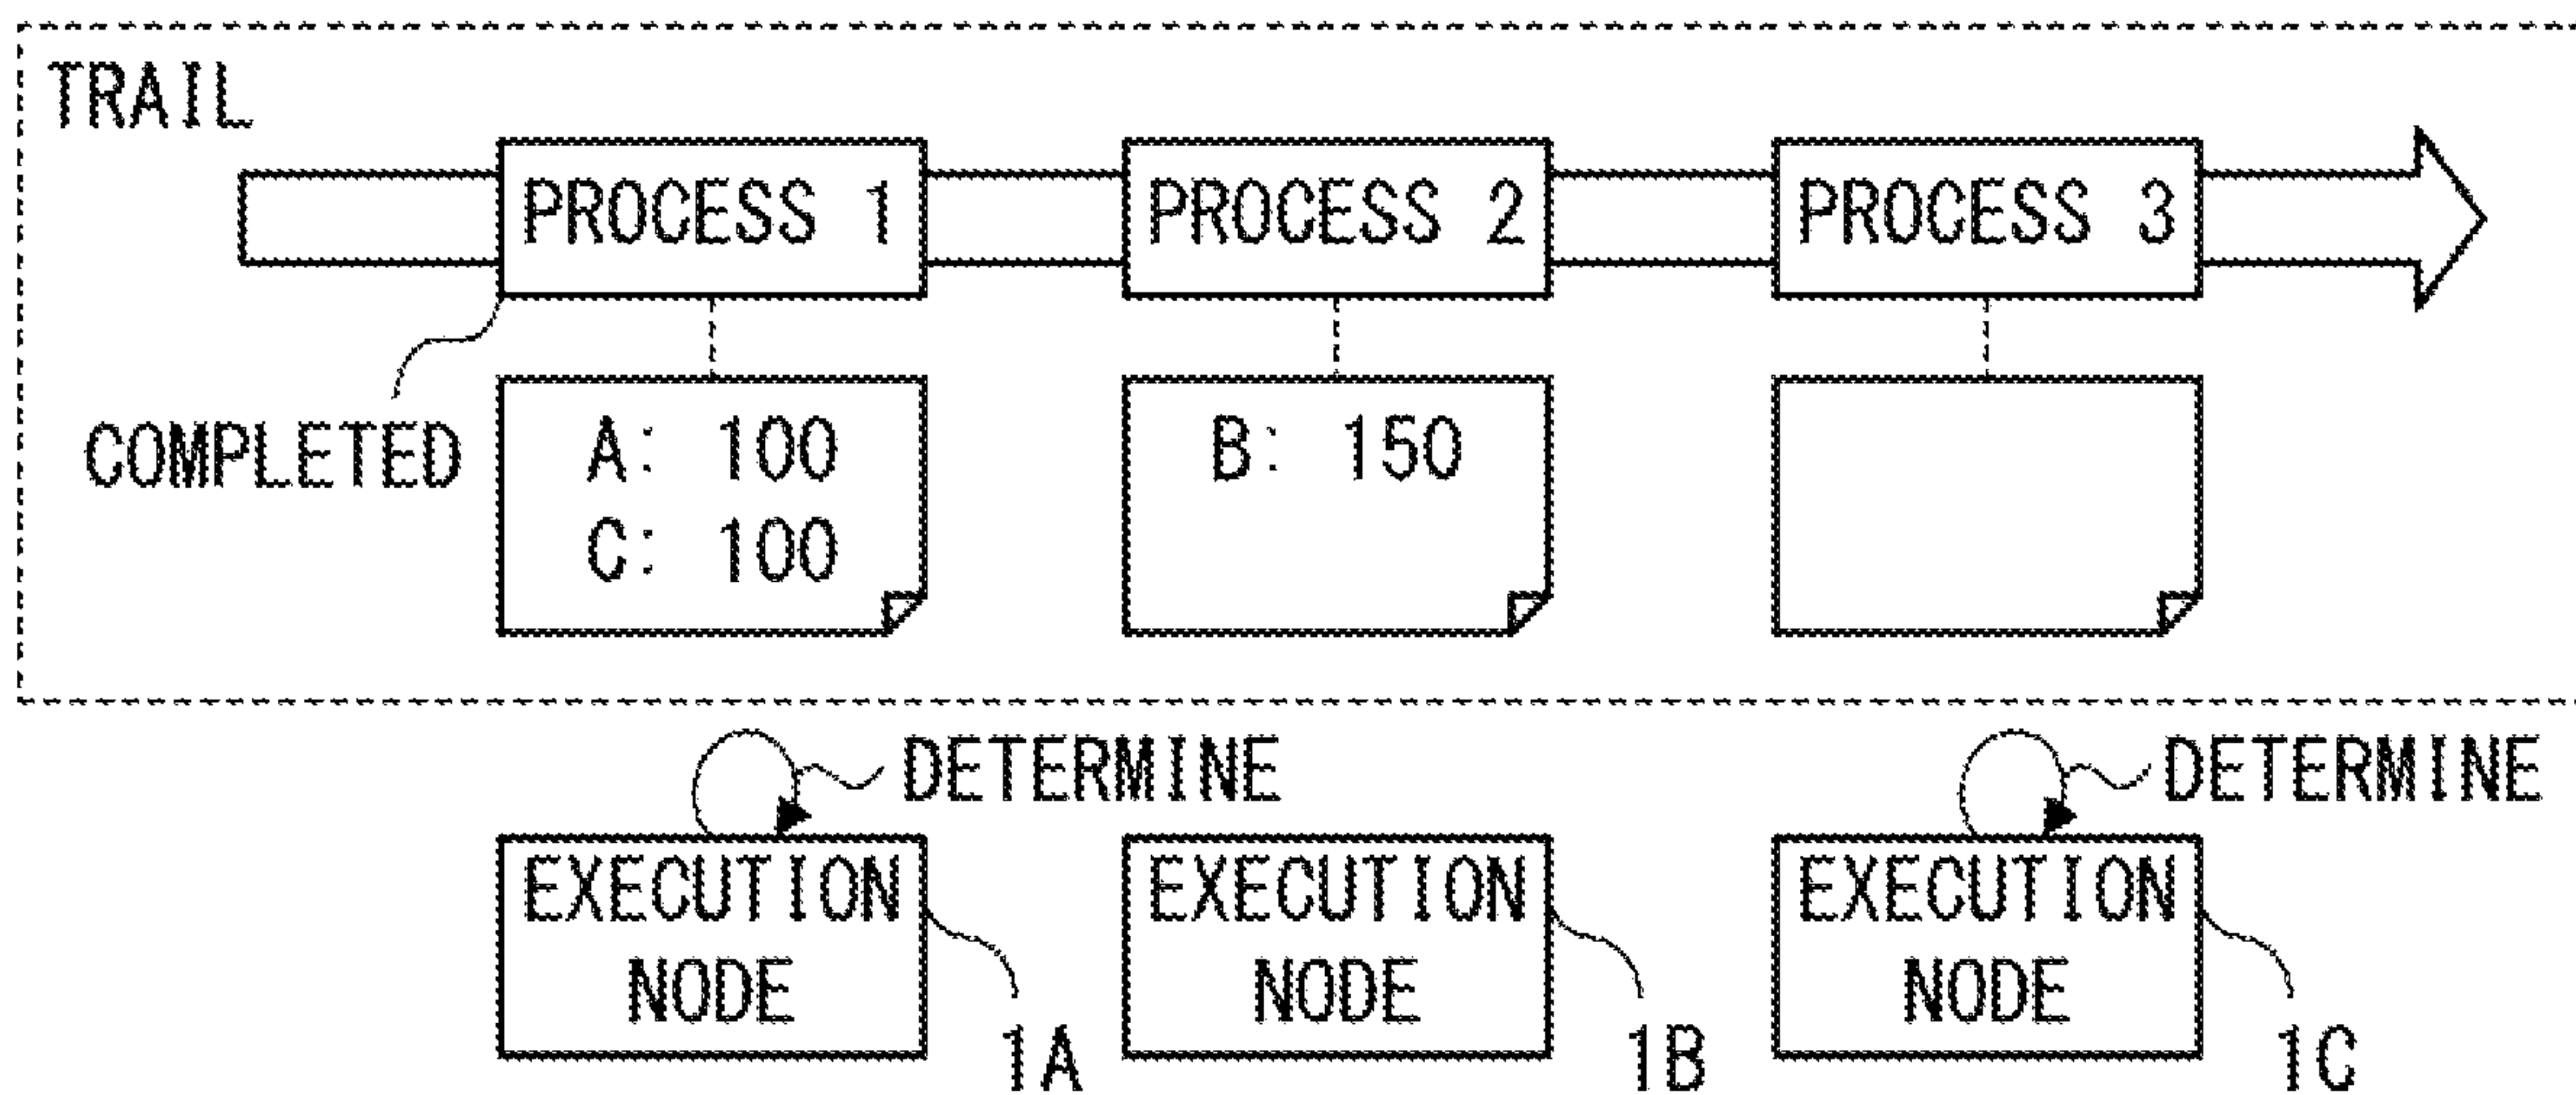 TRAIL
PROCESS 1
PROCESS 2
PROCESS 3
COMPLETED
A: 100
C: 100
B: 150
DETERMINE
DETERMINE
EXECUTION
NODE
1A
EXECUTION
NODE
1B
EXECUTION
NODE
1C